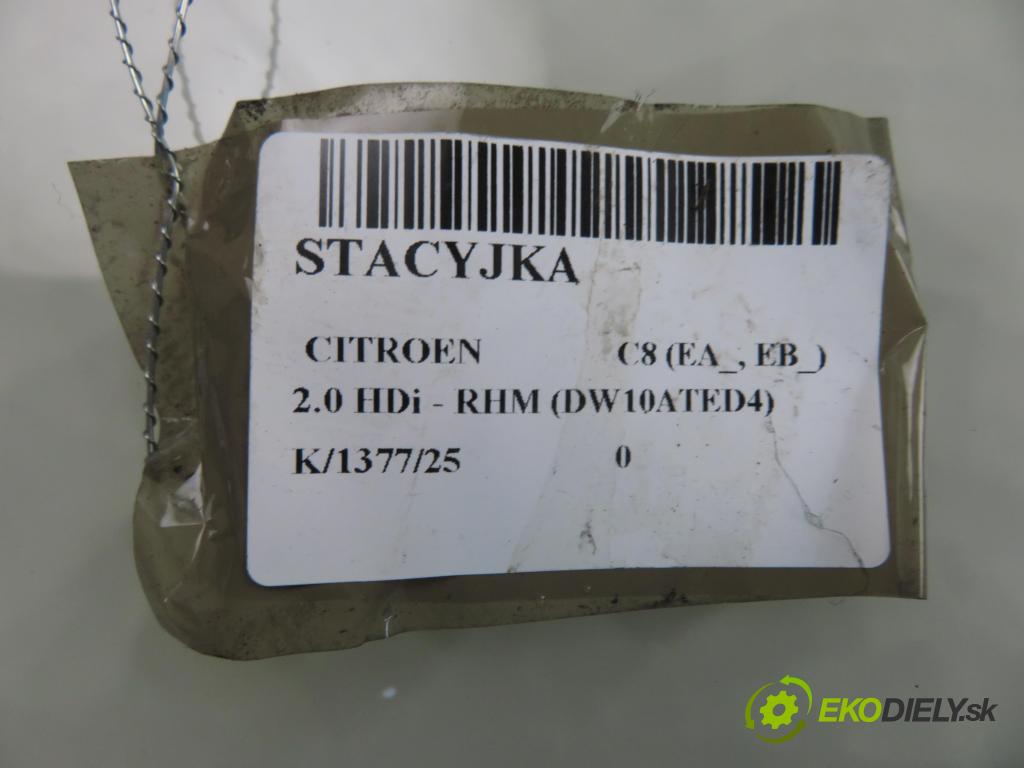 STACYJKA
CITROEN C8 (EA_, EB_)
2.0 HDi - RHM (DW10ATED4)
K/1377/25 0
EKODIELY.sk